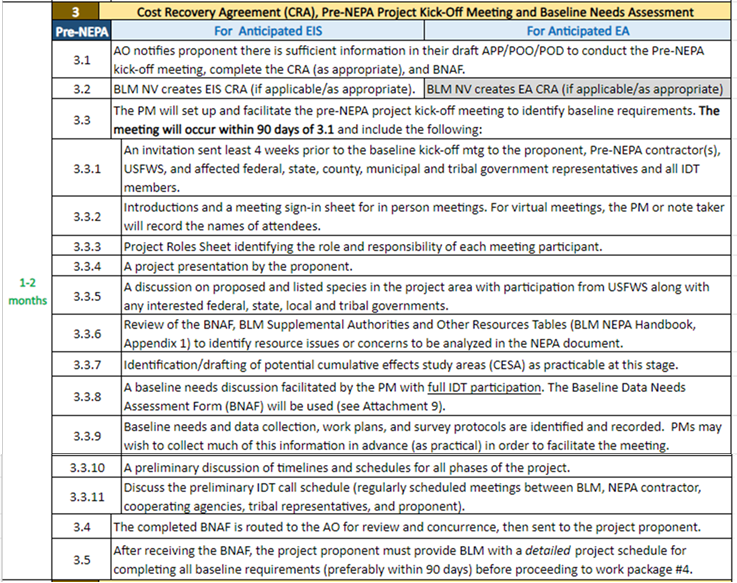 3 Cost Recovery Agreement (CRA), Pre-NEPA Project Kick-Off Meeting and Baseline Needs Assessment
Pre-NEPA For Anticipated EIS For Anticipated EA
3.1 AO notifies proponent there is sufficient information in their draft APP/POO/POD to conduct the Pre-NEPA
kick-off meeting, complete the CRA (as appropriate), and BNAF.
3.2 BLM NV creates EIS CRA (if applicable/as appropriate). BLM NV creates EA CRA (if applicable/as appropriate)
3.3 The PM will set up and facilitate the pre-NEPA project kick-off meeting to identify baseline requirements. The
meeting will occur within 90 days of 3.1 and include the following:
3.3.1 An invitation sent least 4 weeks prior to the baseline kick-off mtg to the proponent, Pre-NEPA contractor(s),
USFWS, and affected federal, state, county, municipal and tribal government representatives and all IDT
members.
3.3.2 Introductions and a meeting sign-in sheet for in person meetings. For virtual meetings, the PM or note taker
will record the names of attendees.
3.3.3 Project Roles Sheet identifying the role and responsibility of each meeting participant.
3.3.4 A project presentation by the proponent.
1-2
months
3.3.5 A discussion on proposed and listed species in the project area with participation from USFWS along with
any interested federal, state, local and tribal governments.
3.3.6 Review of the BNAF, BLM Supplemental Authorities and Other Resources Tables (BLM NEPA Handbook,
Appendix 1) to identify resource issues or concerns to be analyzed in the NEPA document.
3.3.7 Identification/drafting of potential cumulative effects study areas (CESA) as practicable at this stage.
3.3.8 A baseline needs discussion facilitated by the PM with full IDT participation. The Baseline Data Needs
Assessment Form (BNAF) will be used (see Attachment 9).
3.3.9 Baseline needs and data collection, work plans, and survey protocols are identified and recorded. PMs may
wish to collect much of this information in advance (as practical) in order to facilitate the meeting.
3.3.10 A preliminary discussion of timelines and schedules for all phases of the project.
3.3.11 Discuss the preliminary IDT call schedule (regularly scheduled meetings between BLM, NEPA contractor,
cooperating agencies, tribal representatives, and proponent).
3.4 The completed BNAF is routed to the AO for review and concurrence, then sent to the project proponent.
3.5 After receiving the BNAF, the project proponent must provide BLM with a detailed project schedule for
completing all baseline requirements (preferably within 90 days) before proceeding to work package #4.